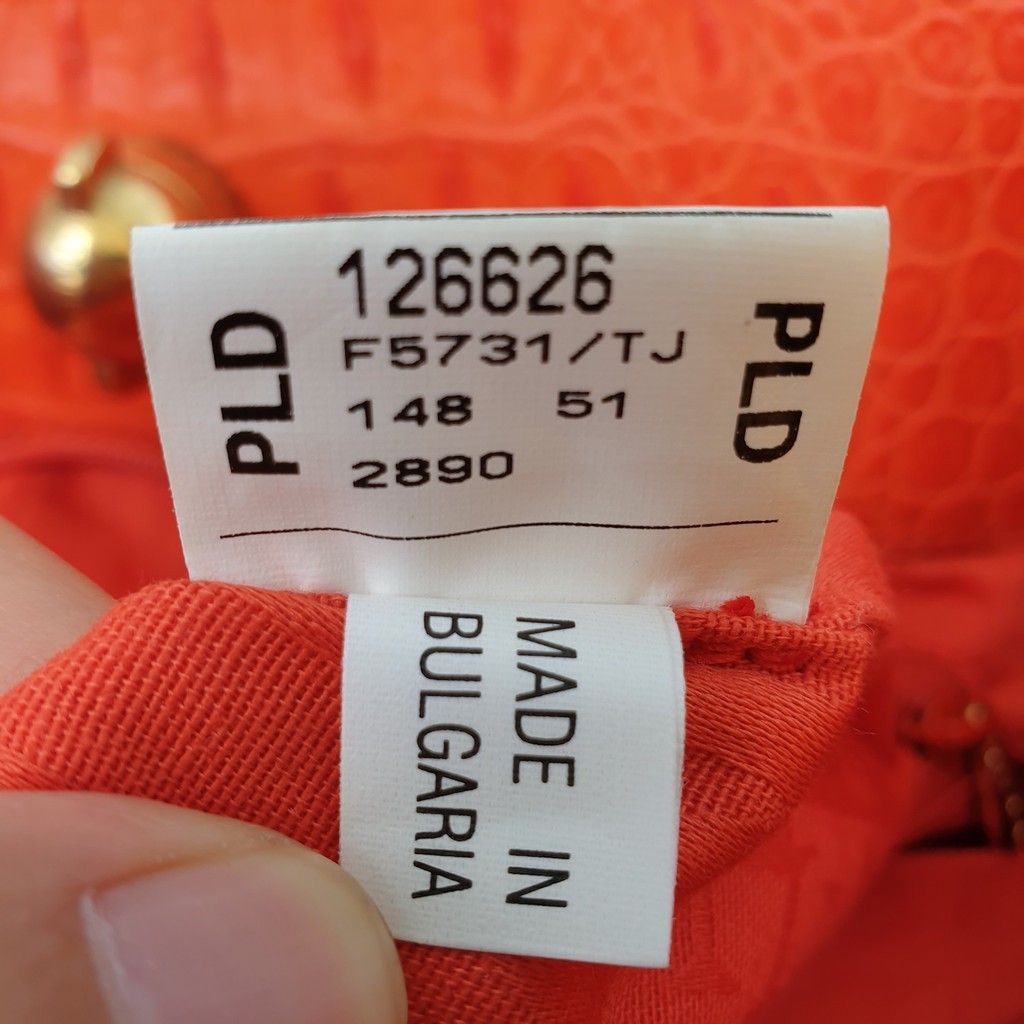 PLD
126626
F5731/TJ
148 51
2890
PLD
MADE IN
BULGARIA